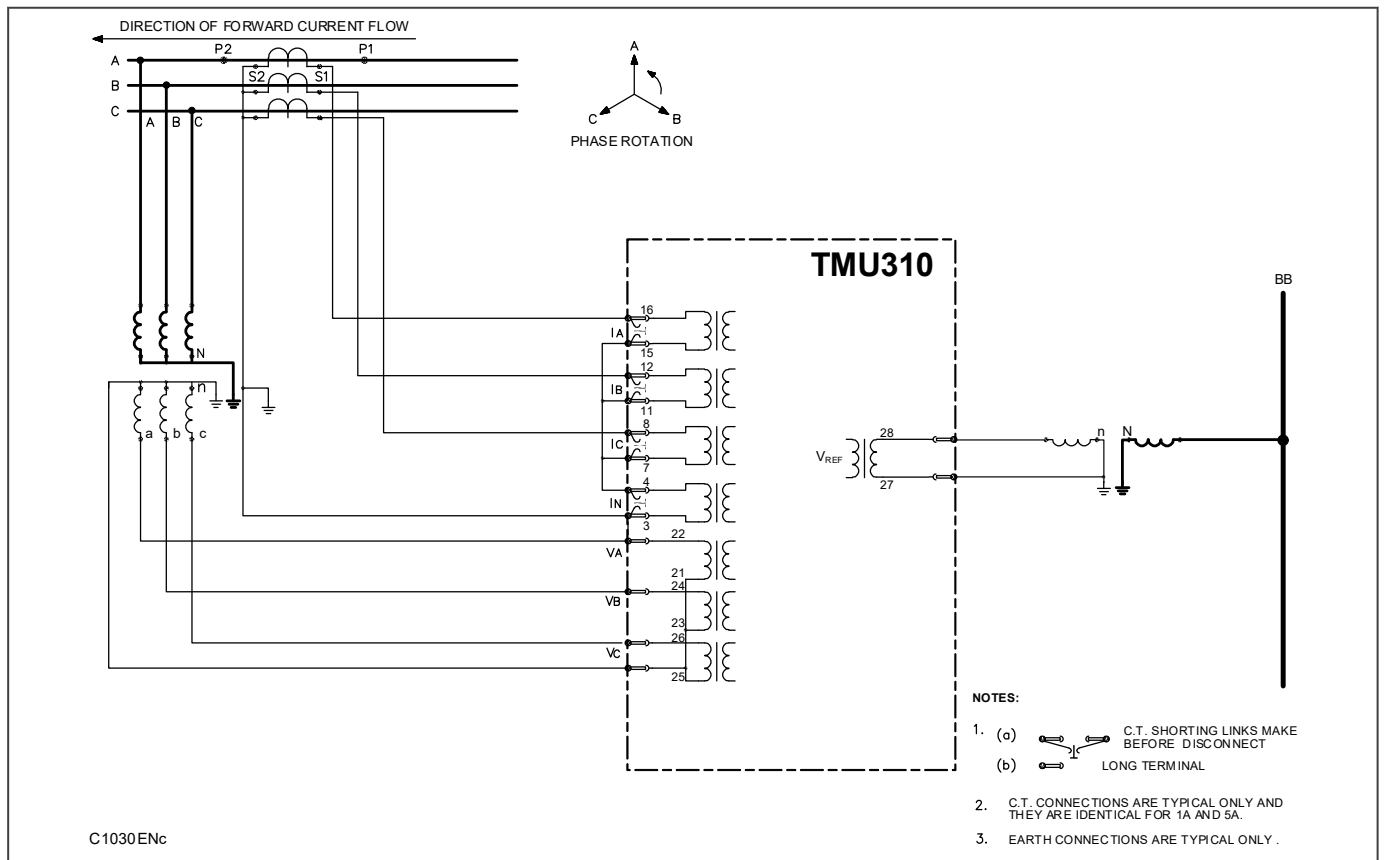 DIRECTION OF FORWARD CURRENT FLOW
P2 P1
A
S2 S1
B
C
A B C
A
C B
PHASE ROTATION
TMU310
BB
16
IA
15
12
IB
11
8
IC
7
4
IN
3
N
n
a b c
VREF
28
27
n N
22
VA
21
24
VB
23
26
VC
25
NOTES:
1. (a) C.T. SHORTING LINKS MAKE
BEFORE DISCONNECT
(b) LONG TERMINAL
2. C.T. CONNECTIONS ARE TYPICAL ONLY AND
THEY ARE IDENTICAL FOR 1A AND 5A.
3. EARTH CONNECTIONS ARE TYPICAL ONLY .
C1030ENc